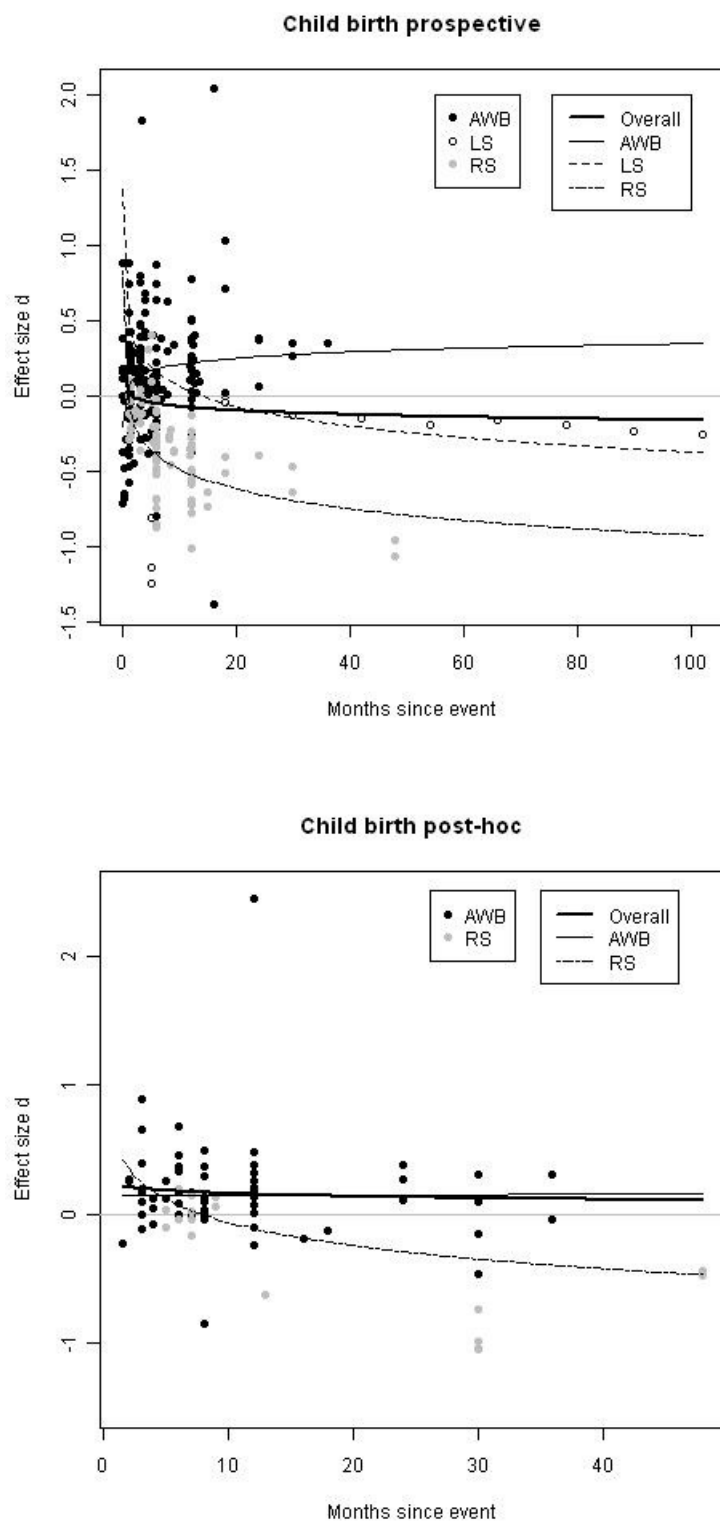 Child birth prospective
2.0
1.5
1.0
0.5
0.0
-0.5
-1.0
-1.5
Effect size d
AWB
LS
RS
Overall
AWB
LS
RS
0
20
40
60
80
100
Months since event
Child birth post-hoc
2
1
0
-1
Effect size d
AWB
RS
Overall
AWB
RS
0
10
20
30
40
Months since event